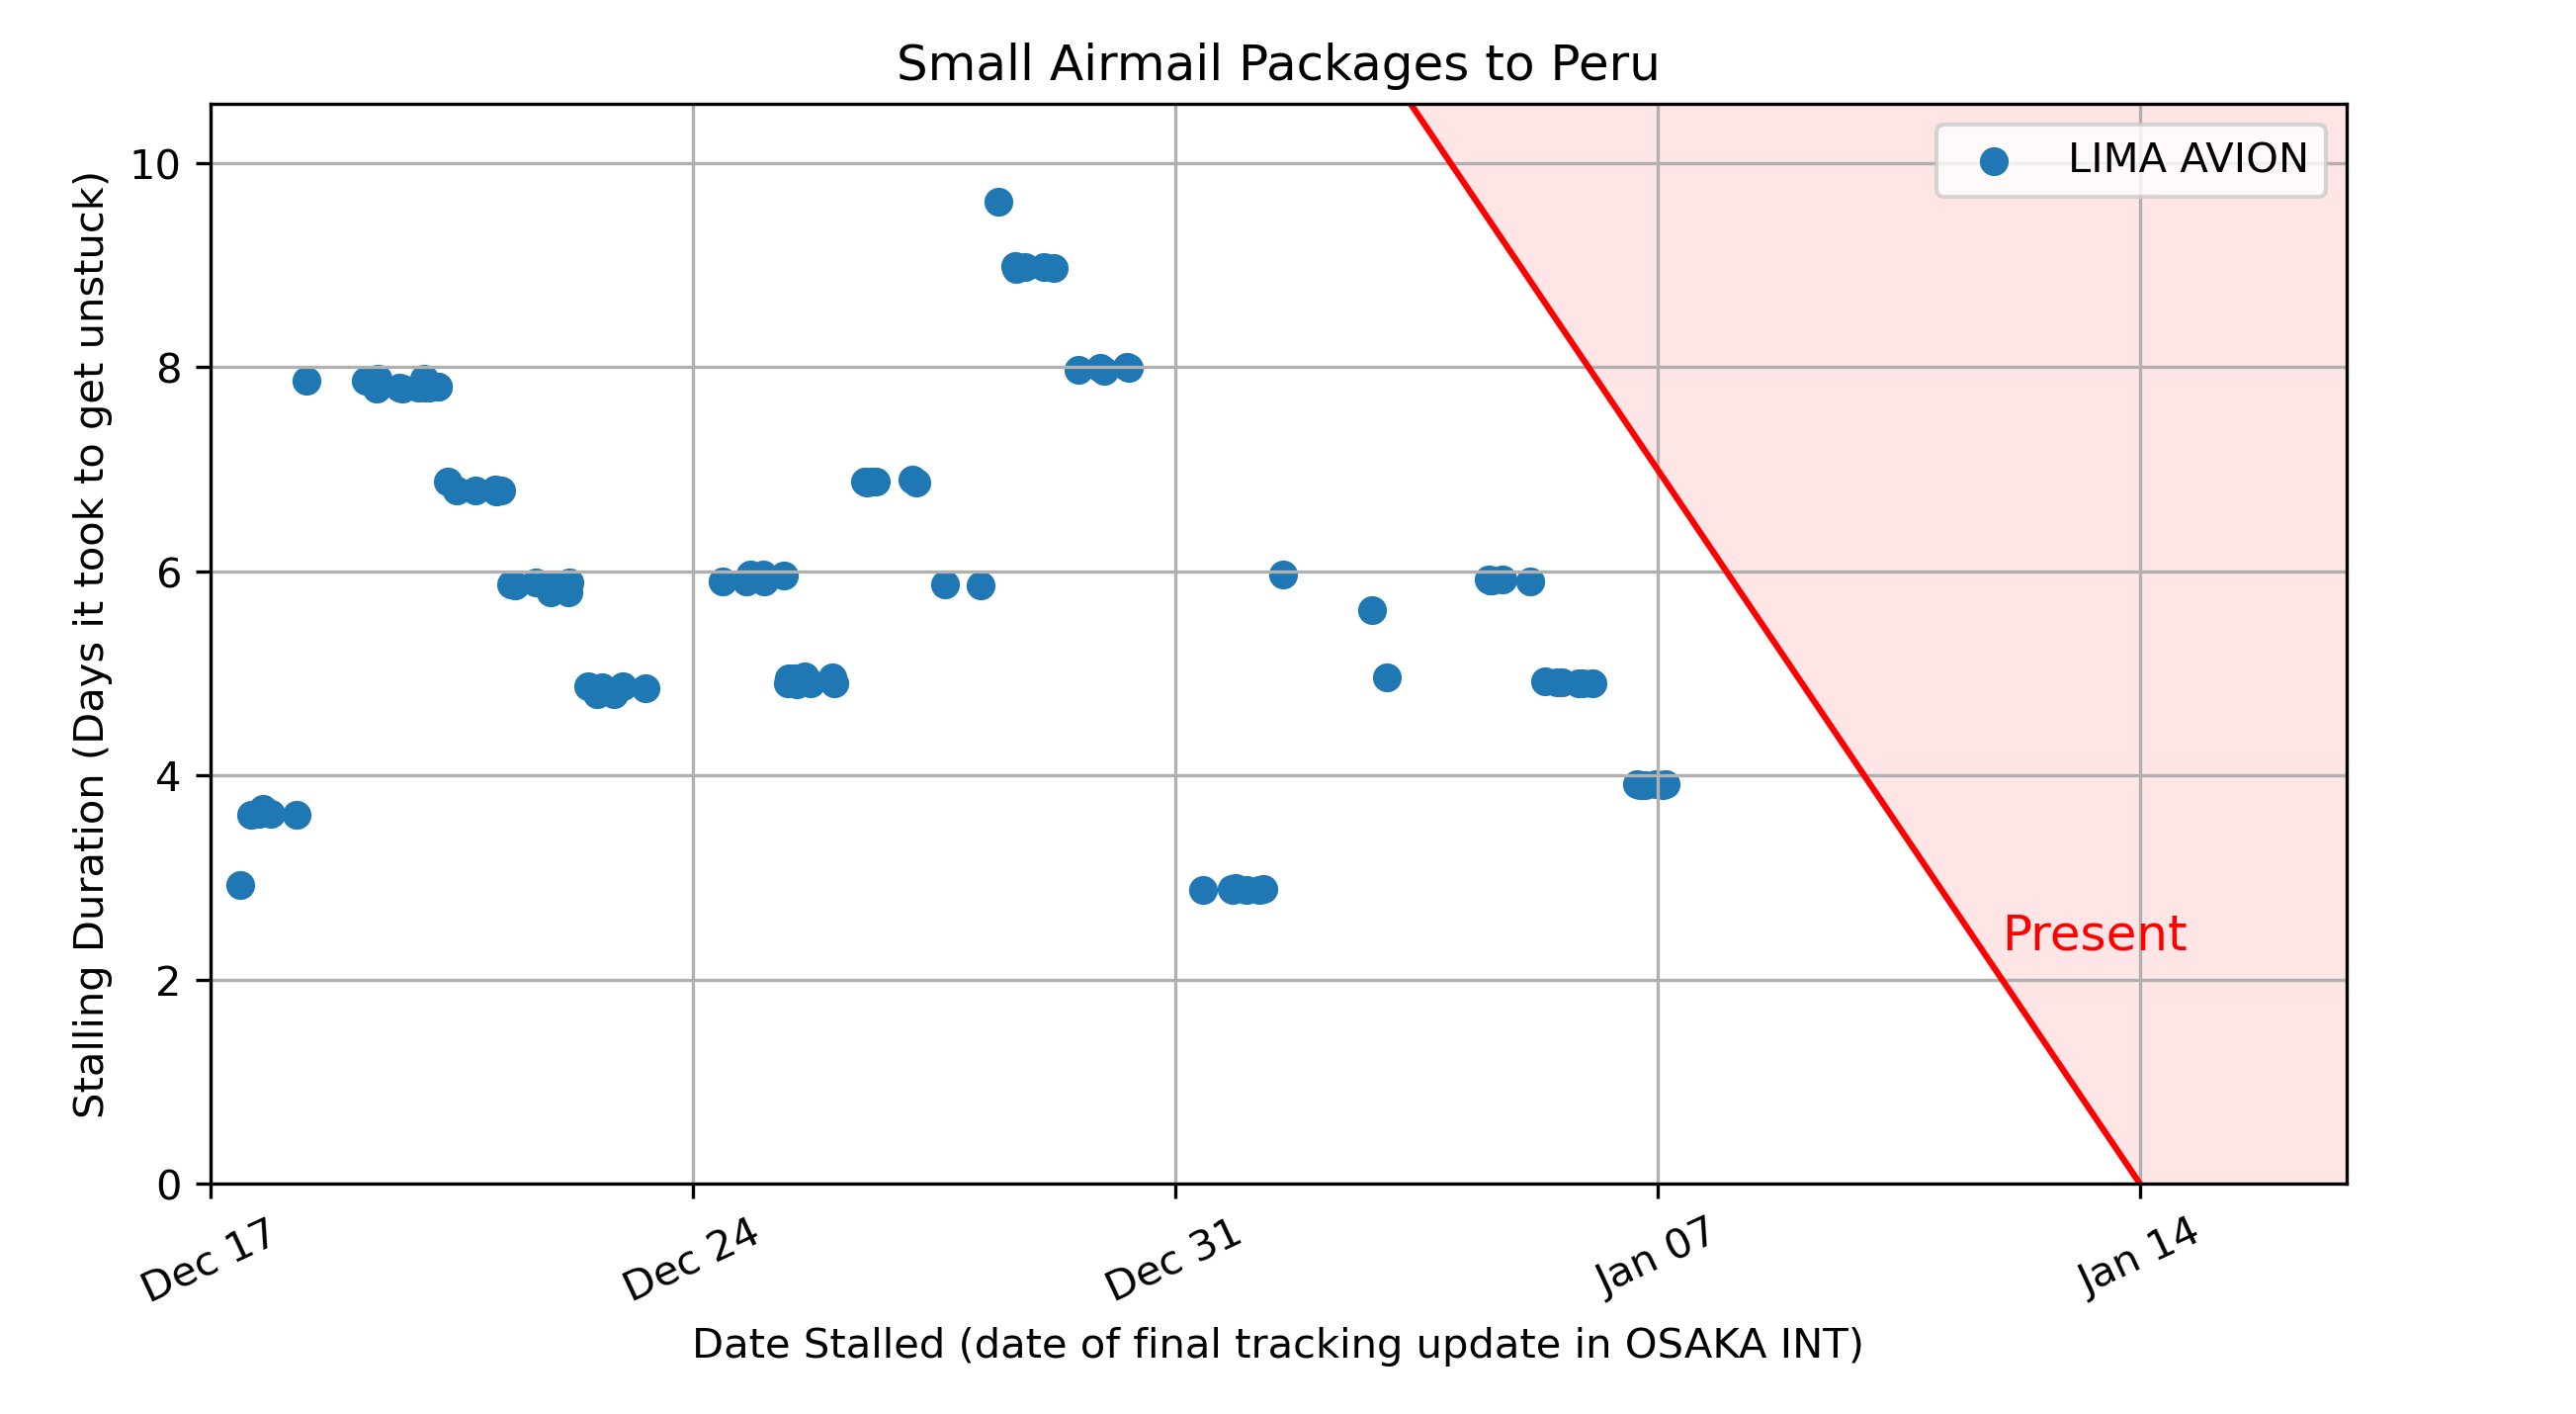 Small Airmail Packages to Peru
LIMA AVION
Stalling Duration (Days it took to get unstuck)
10
8
6
4
2
0
Present
Dec 17
Dec 24
Dec 31
Jan 07
Jan 14
Date Stalled (date of final tracking update in OSAKA INT)